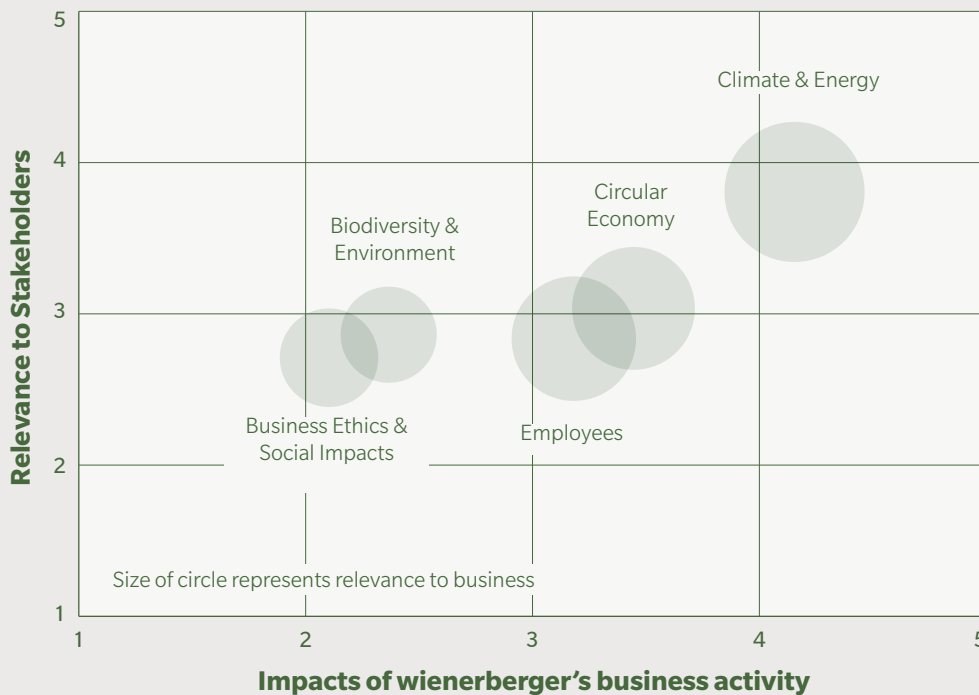 5
Climate & Energy
4
Circular
Economy
Biodiversity &
Environment
Relevance to Stakeholders
3
Business Ethics &
Social Impacts
Employees
2
Size of circle represents relevance to business
1
1 2 3 4 5
Impacts of wienerberger’s business activity